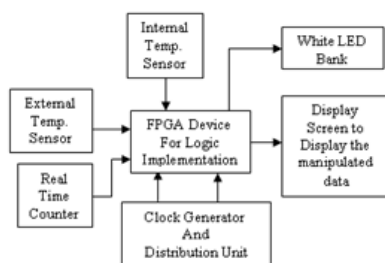 Internal
Temp.
Sensor
White LED
Bank
External
Temp.
Sensor
FPGA Device
For Logic
Implementation
Display
Screen to
Display the
manipulated
data
Real
Time
Counter
Clock Generator
And
Distribution Unit